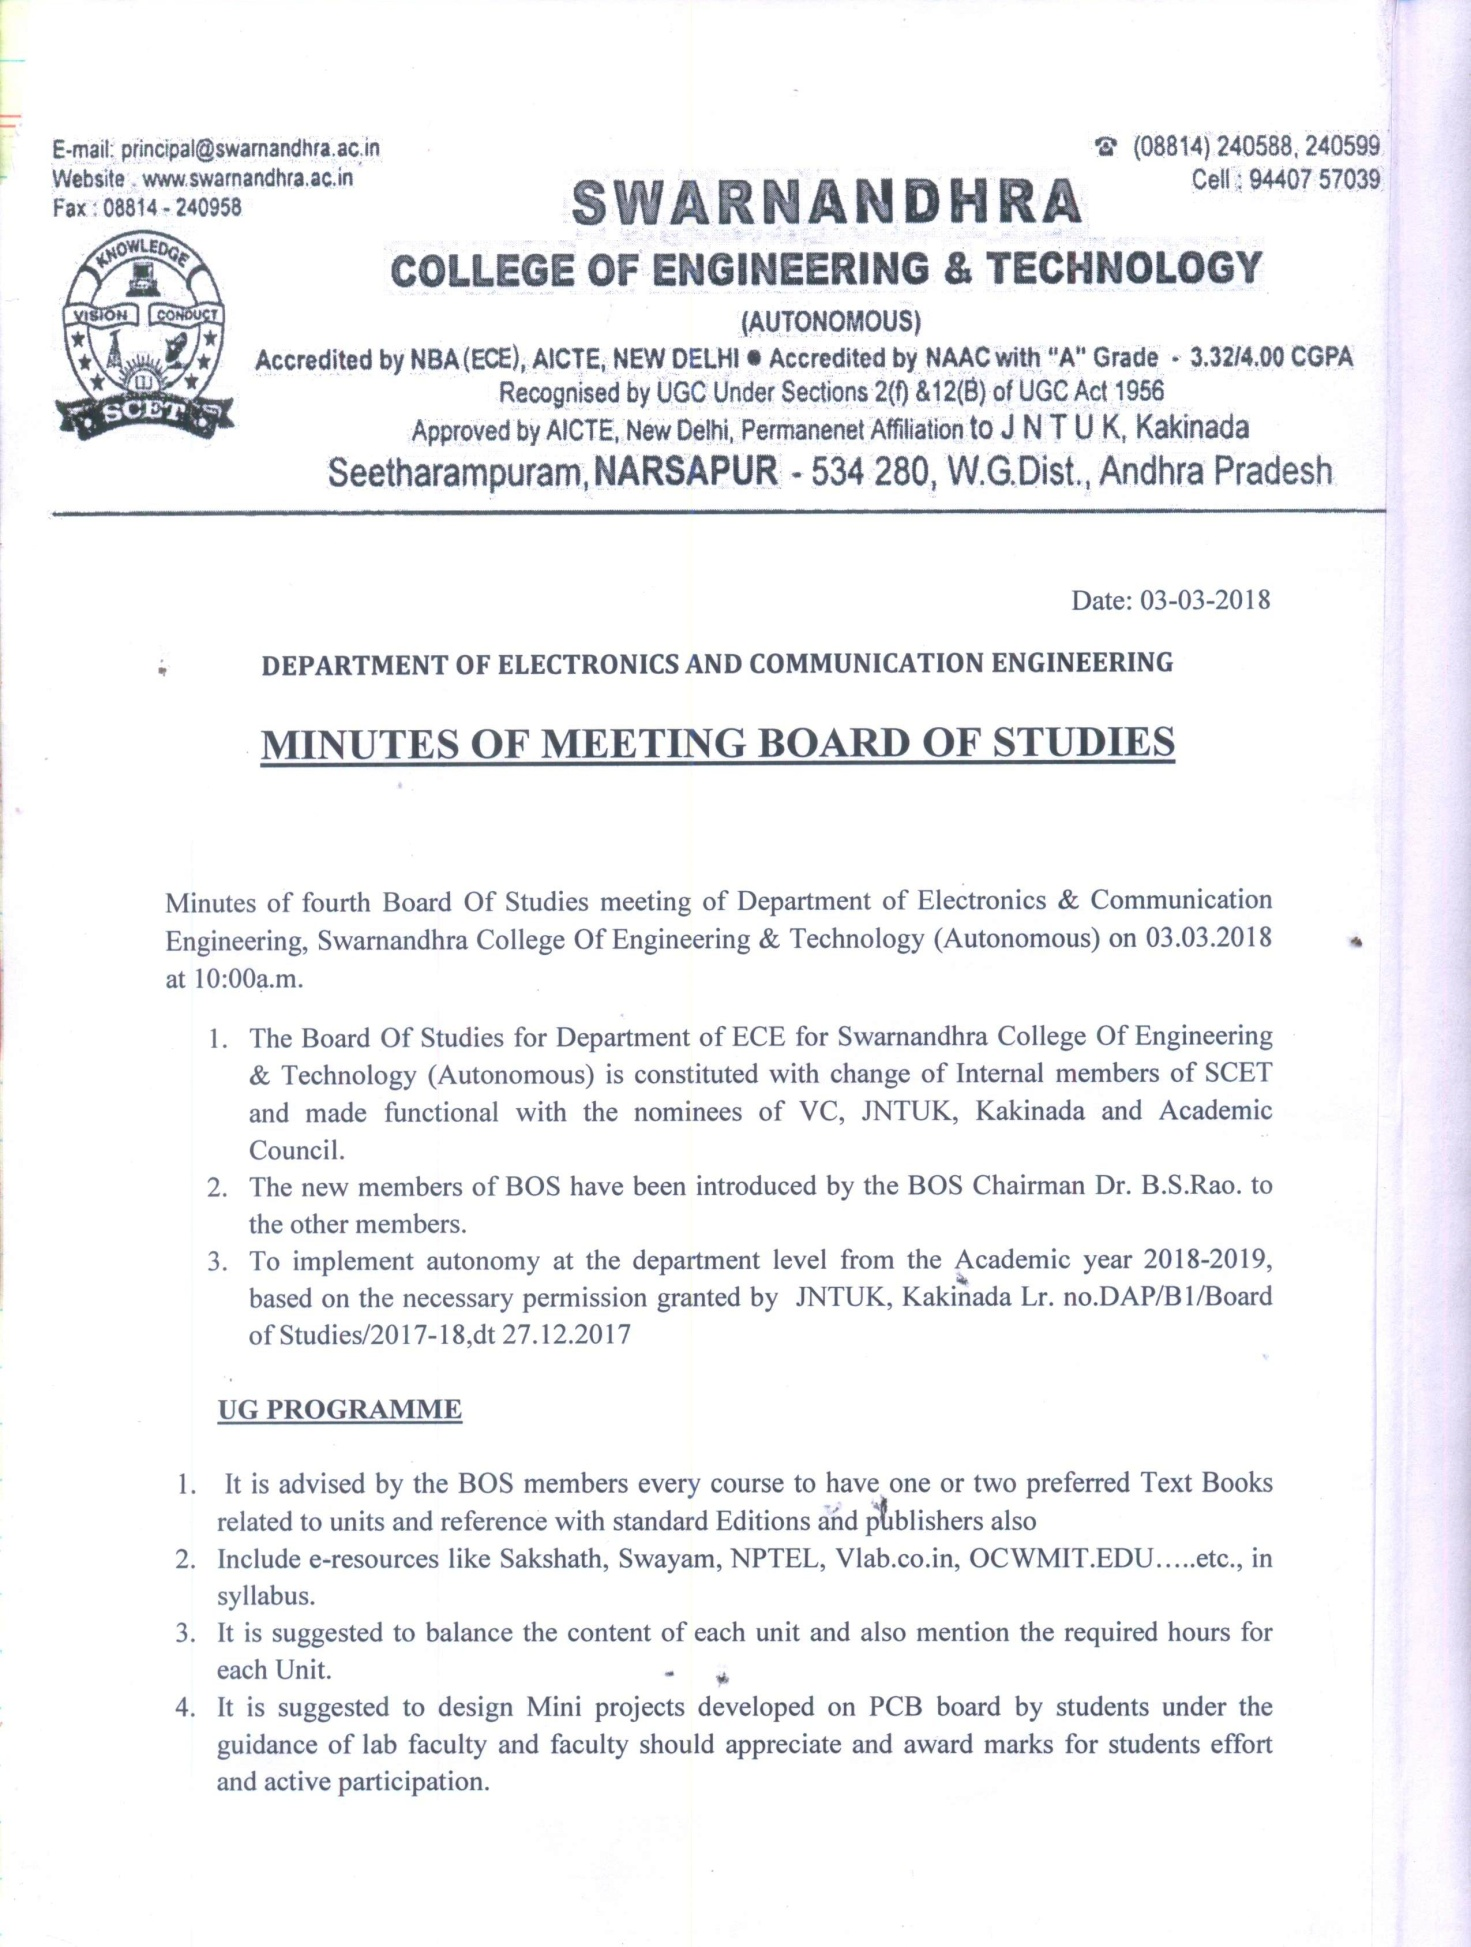 E-mail: principal@swarnandhra.ac.in
Website : www.swarnandhra.ac.in
Fax : 08814 - 240958
☎ (08814) 240588, 240599
Cell : 94407 57039
SWARNANDHRA
COLLEGE OF ENGINEERING & TECHNOLOGY
(AUTONOMOUS)
KNOWLEDGE
VISION CONDUCT
SCET
Accredited by NBA (ECE), AICTE, NEW DELHI ● Accredited by NAAC with "A" Grade - 3.32/4.00 CGPA
Recognised by UGC Under Sections 2(f) &12(B) of UGC Act 1956
Approved by AICTE, New Delhi, Permanenet Affiliation to J N T U K, Kakinada
Seetharampuram, NARSAPUR - 534 280, W.G.Dist., Andhra Pradesh
Date: 03-03-2018
DEPARTMENT OF ELECTRONICS AND COMMUNICATION ENGINEERING
MINUTES OF MEETING BOARD OF STUDIES
Minutes of fourth Board Of Studies meeting of Department of Electronics & Communication
Engineering, Swarnandhra College Of Engineering & Technology (Autonomous) on 03.03.2018
at 10:00a.m.
1. The Board Of Studies for Department of ECE for Swarnandhra College Of Engineering
& Technology (Autonomous) is constituted with change of Internal members of SCET
and made functional with the nominees of VC, JNTUK, Kakinada and Academic
Council.
2. The new members of BOS have been introduced by the BOS Chairman Dr. B.S.Rao. to
the other members.
3. To implement autonomy at the department level from the Academic year 2018-2019,
based on the necessary permission granted by JNTUK, Kakinada Lr. no.DAP/B1/Board
of Studies/2017-18,dt 27.12.2017
UG PROGRAMME
1. It is advised by the BOS members every course to have one or two preferred Text Books
related to units and reference with standard Editions and publishers also
2. Include e-resources like Sakshath, Swayam, NPTEL, Vlab.co.in, OCWMIT.EDU…..etc., in
syllabus.
3. It is suggested to balance the content of each unit and also mention the required hours for
each Unit.
4. It is suggested to design Mini projects developed on PCB board by students under the
guidance of lab faculty and faculty should appreciate and award marks for students effort
and active participation.